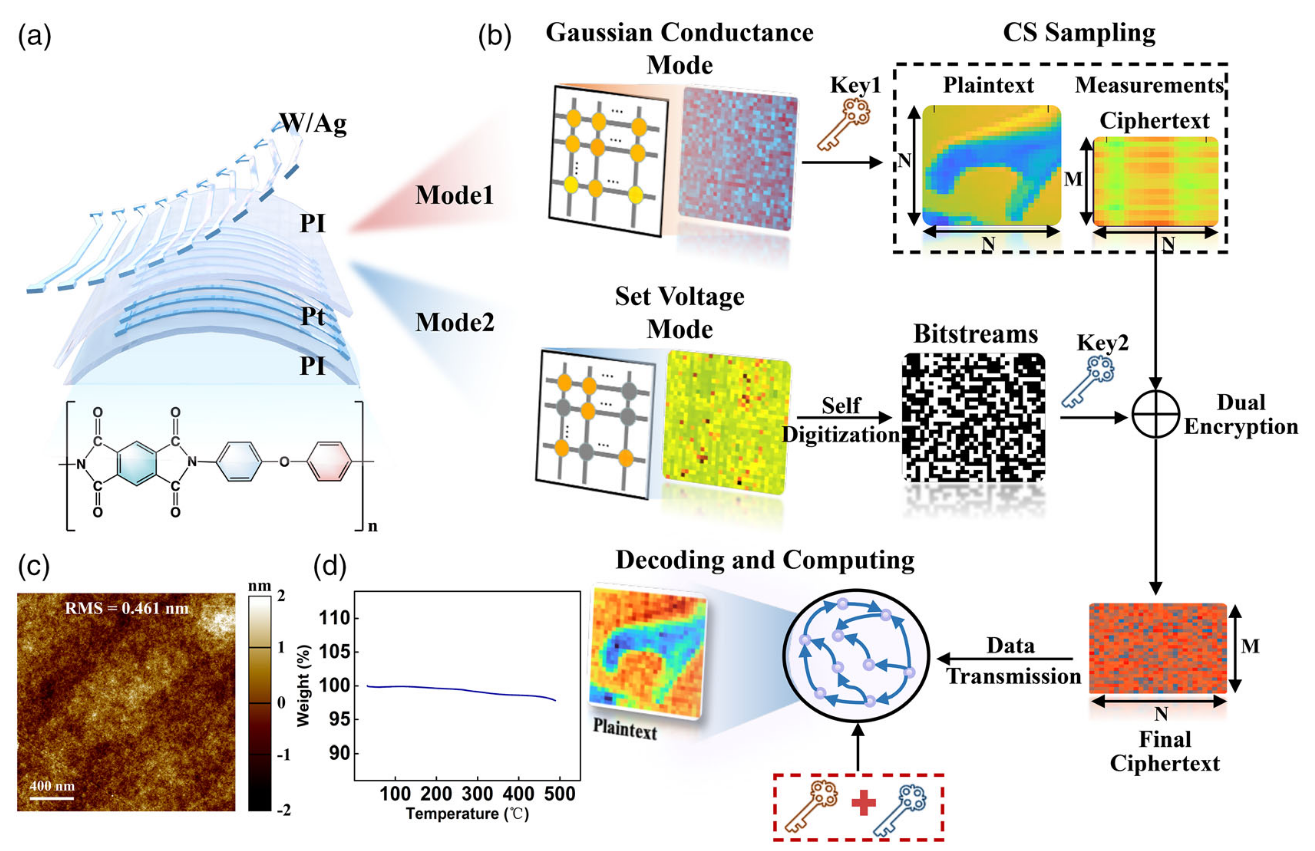 (a)
W/Ag
PI
Pt
PI
Mode1
Mode2
O
O
N
N
O
O
O
n
(b)
Gaussian Conductance
Mode
Key1
CS Sampling
Plaintext
Measurements
Ciphertext
N
N
M
N
Set Voltage
Mode
Self
Digitization
Bitstreams
Key2
Dual
Encryption
Decoding and Computing
Plaintext
Data
Transmission
M
N
Final
Ciphertext
(c)
RMS = 0.461 nm
400 nm
nm
2
1
0
-1
-2
(d)
Weight (%)
110
105
100
95
90
100 200 300 400 500
Temperature (℃)